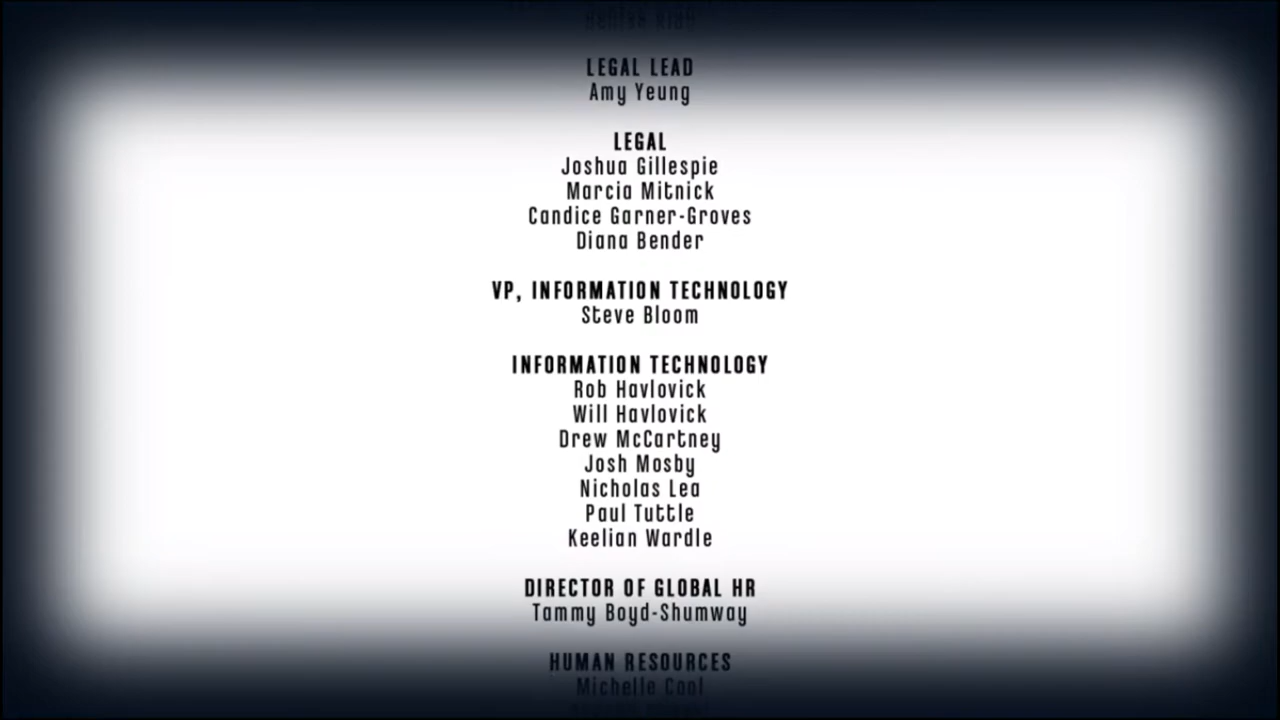 LEGAL LEAD
Amy Yeung
LEGAL
Joshua Gillespie
Marcia Mitnick
Candice Garner-Groves
Diana Bender
VP, INFORMATION TECHNOLOGY
Steve Bloom
INFORMATION TECHNOLOGY
Rob Havlovick
Will Havlovick
Drew McCartney
Josh Mosby
Nicholas Lea
Paul Tuttle
Keelian Wardle
DIRECTOR OF GLOBAL HR
Tammy Boyd-Shumway
HUMAN RESOURCES
Michelle Cool